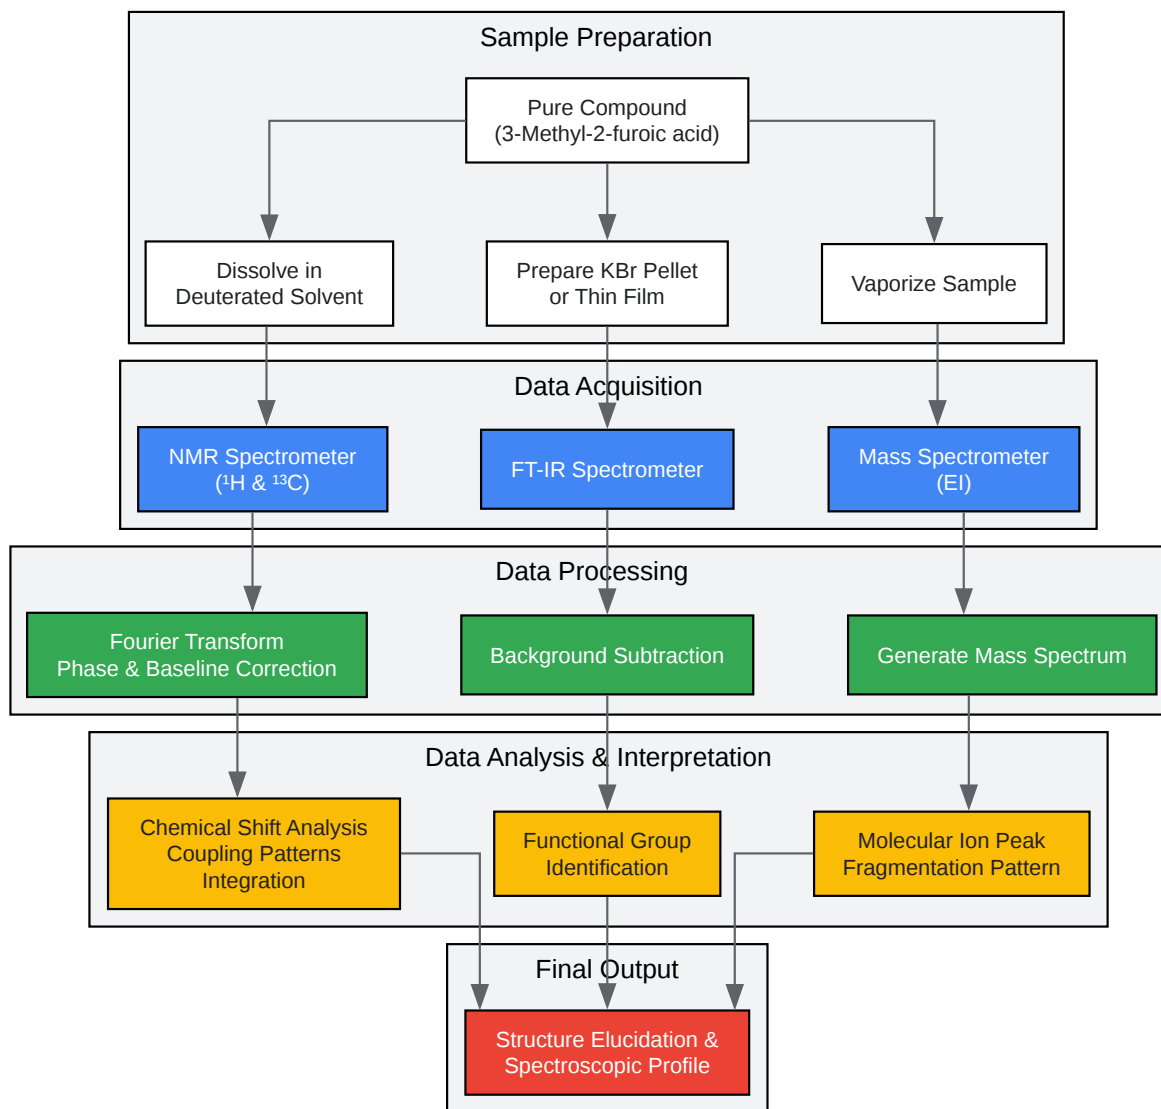 Sample Preparation
Pure Compound
(3-Methyl-2-furoic acid)
Dissolve in
Deuterated Solvent
Prepare KBr Pellet
or Thin Film
Vaporize Sample
Data Acquisition
NMR Spectrometer
(¹H & ¹³C)
FT-IR Spectrometer
Mass Spectrometer
(EI)
Data Processing
Fourier Transform
Phase & Baseline Correction
Background Subtraction
Generate Mass Spectrum
Data Analysis & Interpretation
Chemical Shift Analysis
Coupling Patterns
Integration
Functional Group
Identification
Molecular Ion Peak
Fragmentation Pattern
Final Output
Structure Elucidation &
Spectroscopic Profile